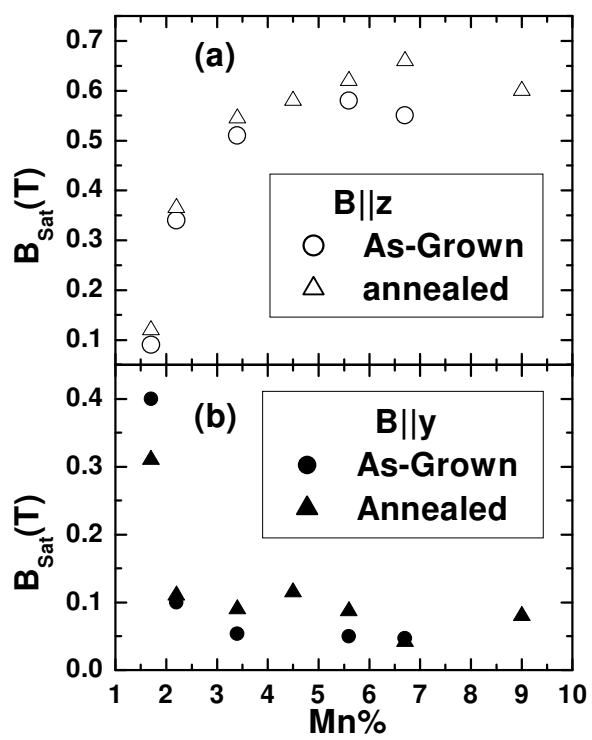 0.7
(a)
0.6
0.5
0.4
0.3
0.2
0.1
B_Sat(T)
B||z
As-Grown
annealed
0.4
(b)
0.3
0.2
0.1
0.0
B_Sat(T)
B||y
As-Grown
Annealed
1 2 3 4 5 6 7 8 9 10
Mn%